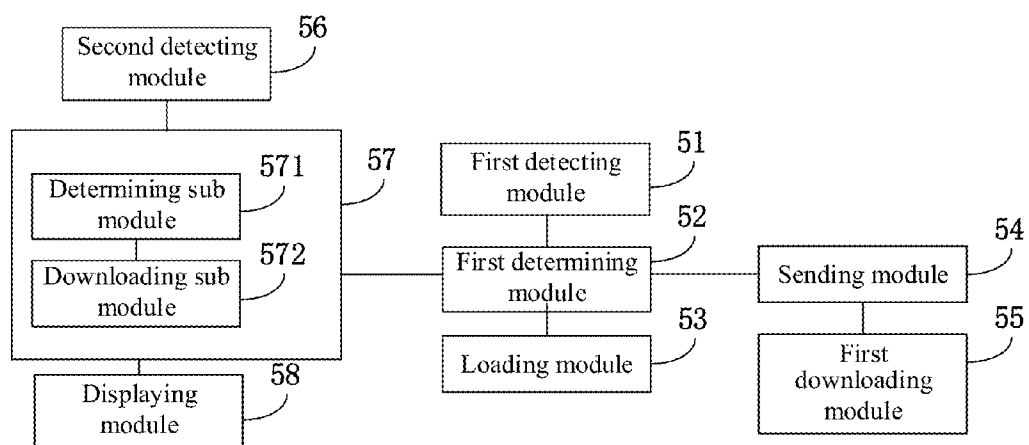 56
Second detecting
module
57
571
Determining sub
module
572
Downloading sub
module
58
Displaying
module
51
First detecting
module
52
First determining
module
53
Loading module
54
Sending module
55
First
downloading
module